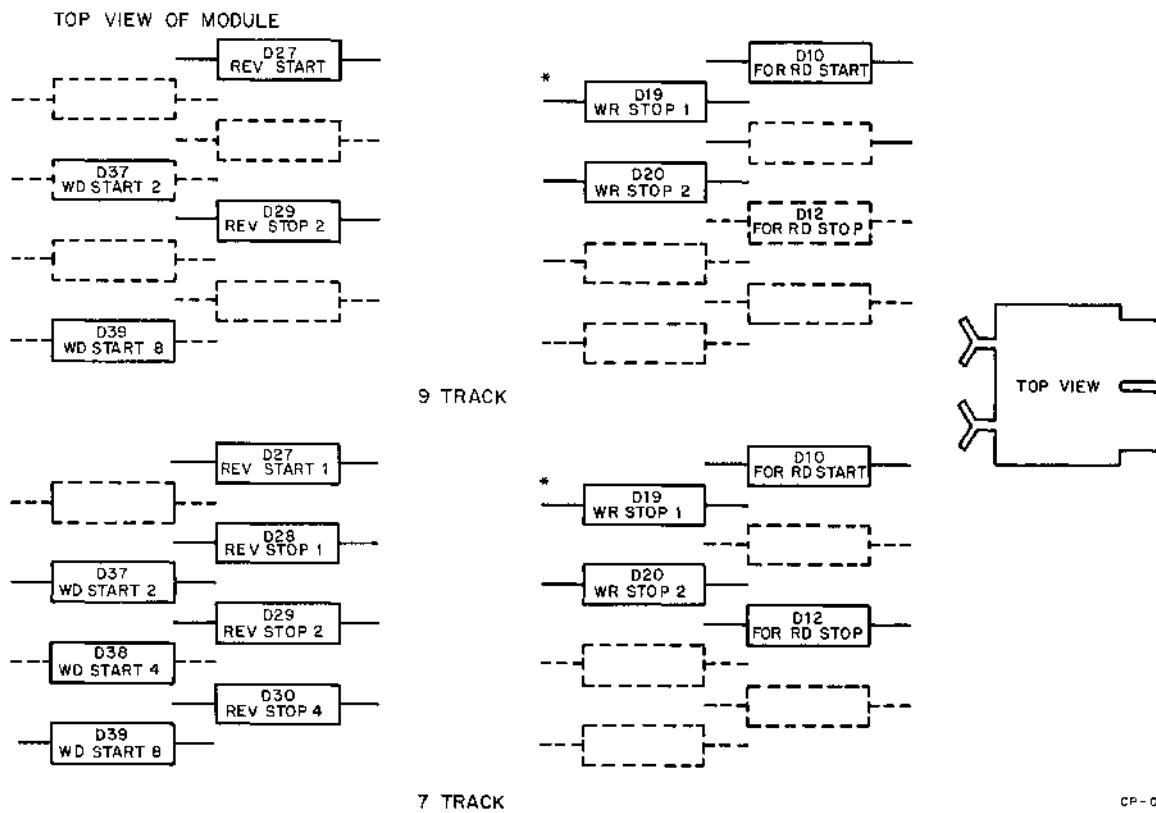 TOP VIEW OF MODULE
D27
REV START
D37
WD START 2
D29
REV STOP 2
D39
WD START 8
*
D10
FOR RD START
D19
WR STOP 1
D20
WR STOP 2
D12
FOR RD STOP
TOP VIEW
9 TRACK
D27
REV START 1
D28
REV STOP 1
D37
WD START 2
D29
REV STOP 2
D38
WD START 4
D30
REV STOP 4
D39
WD START 8
D10
FOR RD START
*
D19
WR STOP 1
D20
WR STOP 2
D12
FOR RD STOP
7 TRACK